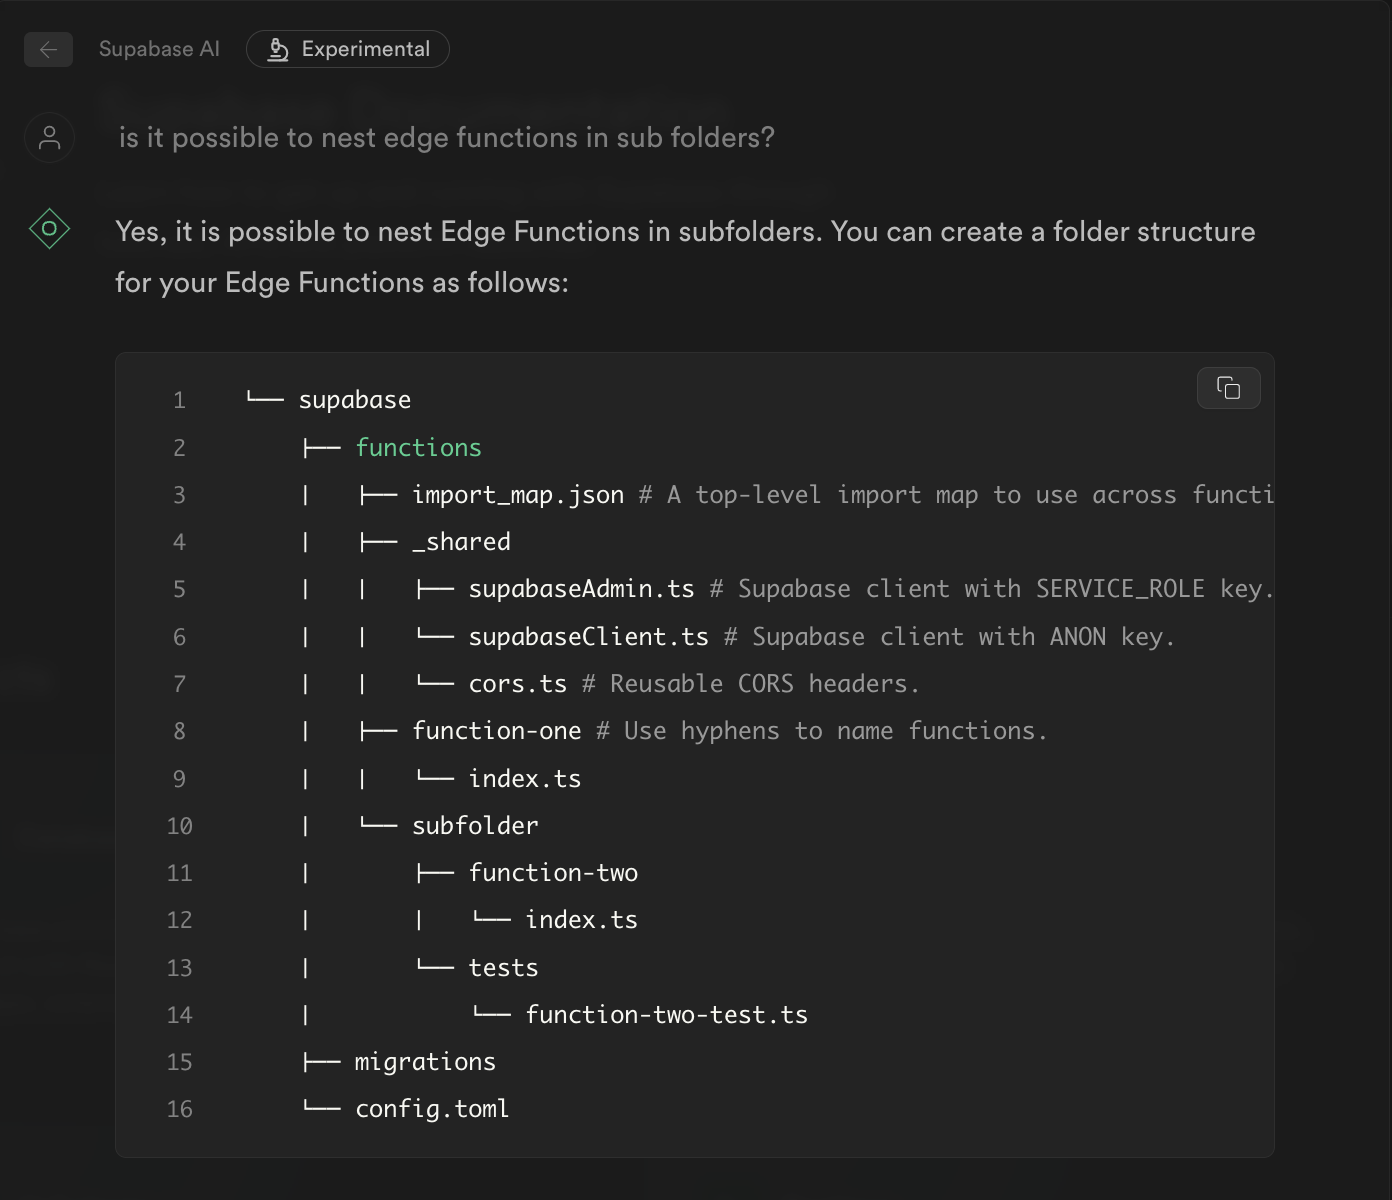 Supabase AI Experimental
is it possible to nest edge functions in sub folders?
Yes, it is possible to nest Edge Functions in subfolders. You can create a folder structure
for your Edge Functions as follows:
1 └── supabase
2     ├── functions
3     |   ├── import_map.json # A top-level import map to use across functi
4     |   ├── _shared
5     |   |   ├── supabaseAdmin.ts # Supabase client with SERVICE_ROLE key.
6     |   |   └── supabaseClient.ts # Supabase client with ANON key.
7     |   |   └── cors.ts # Reusable CORS headers.
8     |   ├── function-one # Use hyphens to name functions.
9     |   |   └── index.ts
10     |   └── subfolder
11     |       ├── function-two
12     |       |   └── index.ts
13     |       └── tests
14     |           └── function-two-test.ts
15     ├── migrations
16     └── config.toml